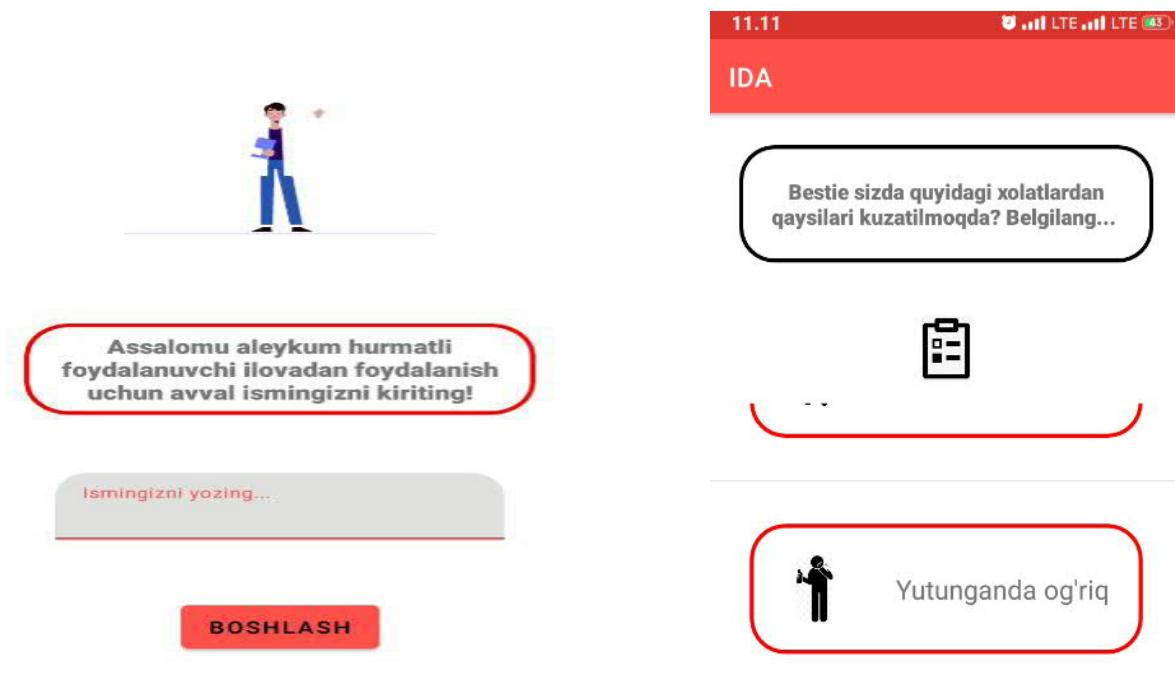 Assalomu aleykum hurmatli
foydalanuvchi ilovadan foydalanish
uchun avval ismingizni kiriting!
Ismingizni yozing...
BOSHLASH
11.11 LTE LTE 43
IDA
Bestie sizda quyidagi xolatlardan
qaysilari kuzatilmoqda? Belgilang...
Yutunganda og'riq